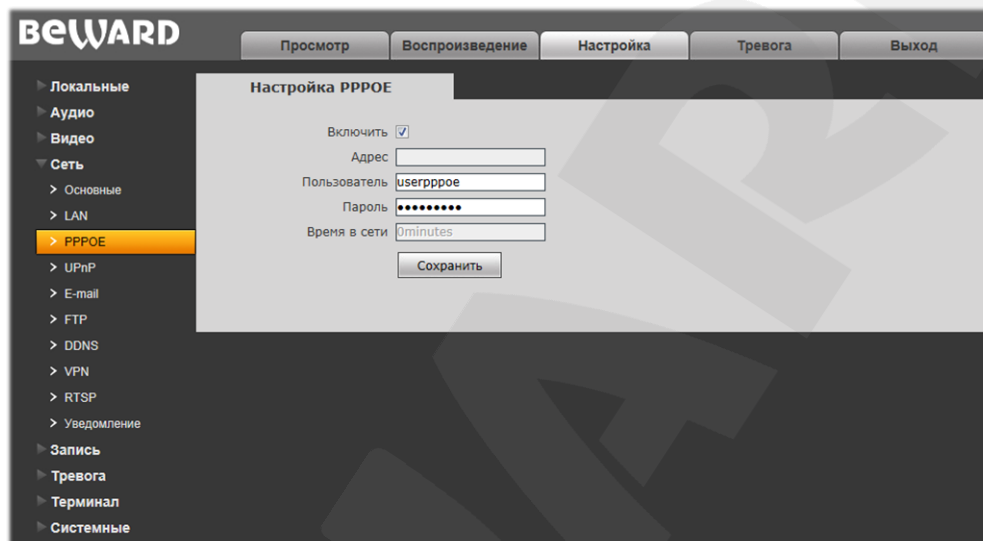 BEWARD
Просмотр Воспроизведение Настройка Тревога Выход
Локальные
Аудио
Видео
Сеть
Основные
LAN
PPPOE
UPnP
E-mail
FTP
DDNS
VPN
RTSP
Уведомление
Запись
Тревога
Терминал
Системные
Настройка PPPOE
Включить
Адрес
Пользователь userpppoe
Пароль •••••••••
Время в сети 0minutes
Сохранить